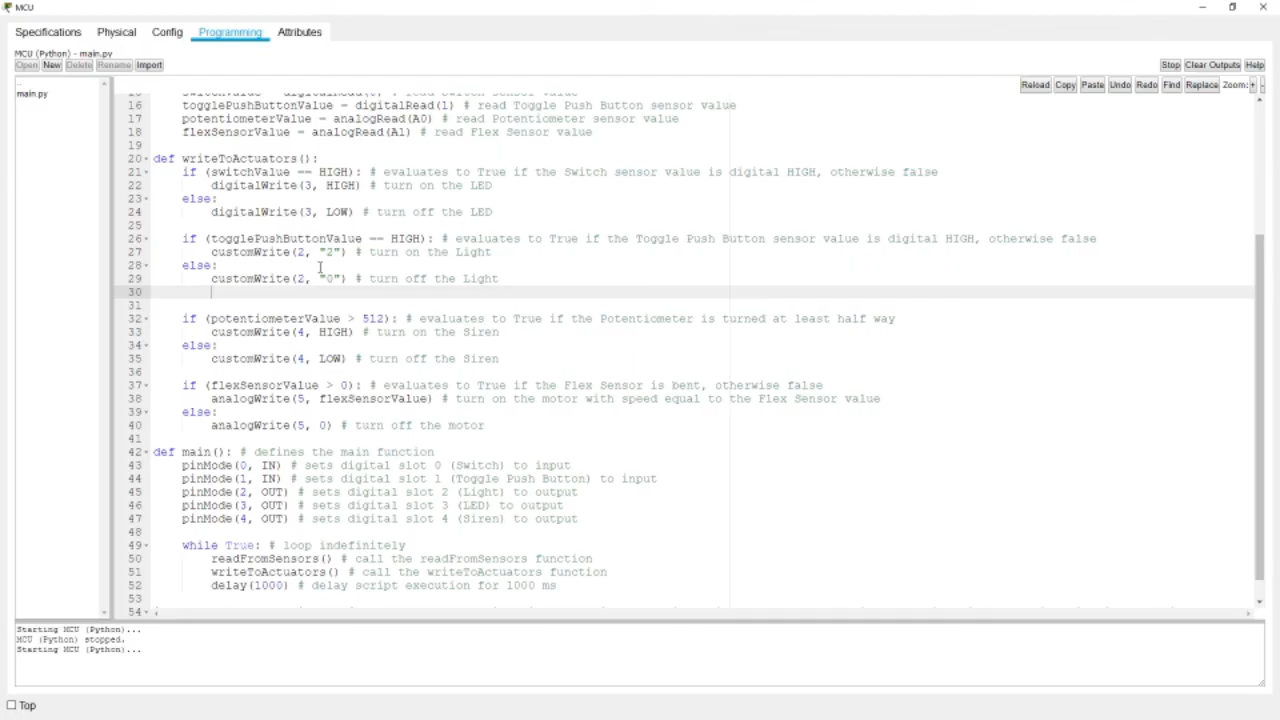 MCU
Specifications Physical Config Programming Attributes
MCU (Python) - main.py
Open New Delete Rename Import Stop Clear Outputs Help
Reload Copy Paste Undo Redo Find Replace Zoom: +
main.py
16 togglePushButtonValue = digitalRead(1) # read Toggle Push Button sensor value
17 potentiometerValue = analogRead(A0) # read Potentiometer sensor value
18 flexSensorValue = analogRead(A1) # read Flex Sensor value
19
20 def writeToActuators():
21 if (switchValue == HIGH): # evaluates to True if the Switch sensor value is digital HIGH, otherwise false
22 digitalWrite(3, HIGH) # turn on the LED
23 else:
24 digitalWrite(3, LOW) # turn off the LED
25
26 if (togglePushButtonValue == HIGH): # evaluates to True if the Toggle Push Button sensor value is digital HIGH, otherwise false
27 customWrite(2, "2") # turn on the Light
28 else:
29 customWrite(2, "0") # turn off the Light
30
31
32 if (potentiometerValue > 512): # evaluates to True if the Potentiometer is turned at least half way
33 customWrite(4, HIGH) # turn on the Siren
34 else:
35 customWrite(4, LOW) # turn off the Siren
36
37 if (flexSensorValue > 0): # evaluates to True if the Flex Sensor is bent, otherwise false
38 analogWrite(5, flexSensorValue) # turn on the motor with speed equal to the Flex Sensor value
39 else:
40 analogWrite(5, 0) # turn off the motor
41
42 def main(): # defines the main function
43 pinMode(0, IN) # sets digital slot 0 (Switch) to input
44 pinMode(1, IN) # sets digital slot 1 (Toggle Push Button) to input
45 pinMode(2, OUT) # sets digital slot 2 (Light) to output
46 pinMode(3, OUT) # sets digital slot 3 (LED) to output
47 pinMode(4, OUT) # sets digital slot 4 (Siren) to output
48
49 while True: # loop indefinitely
50 readFromSensors() # call the readFromSensors function
51 writeToActuators() # call the writeToActuators function
52 delay(1000) # delay script execution for 1000 ms
53
54
Starting MCU (Python)...
MCU (Python) stopped.
Starting MCU (Python)...
Top